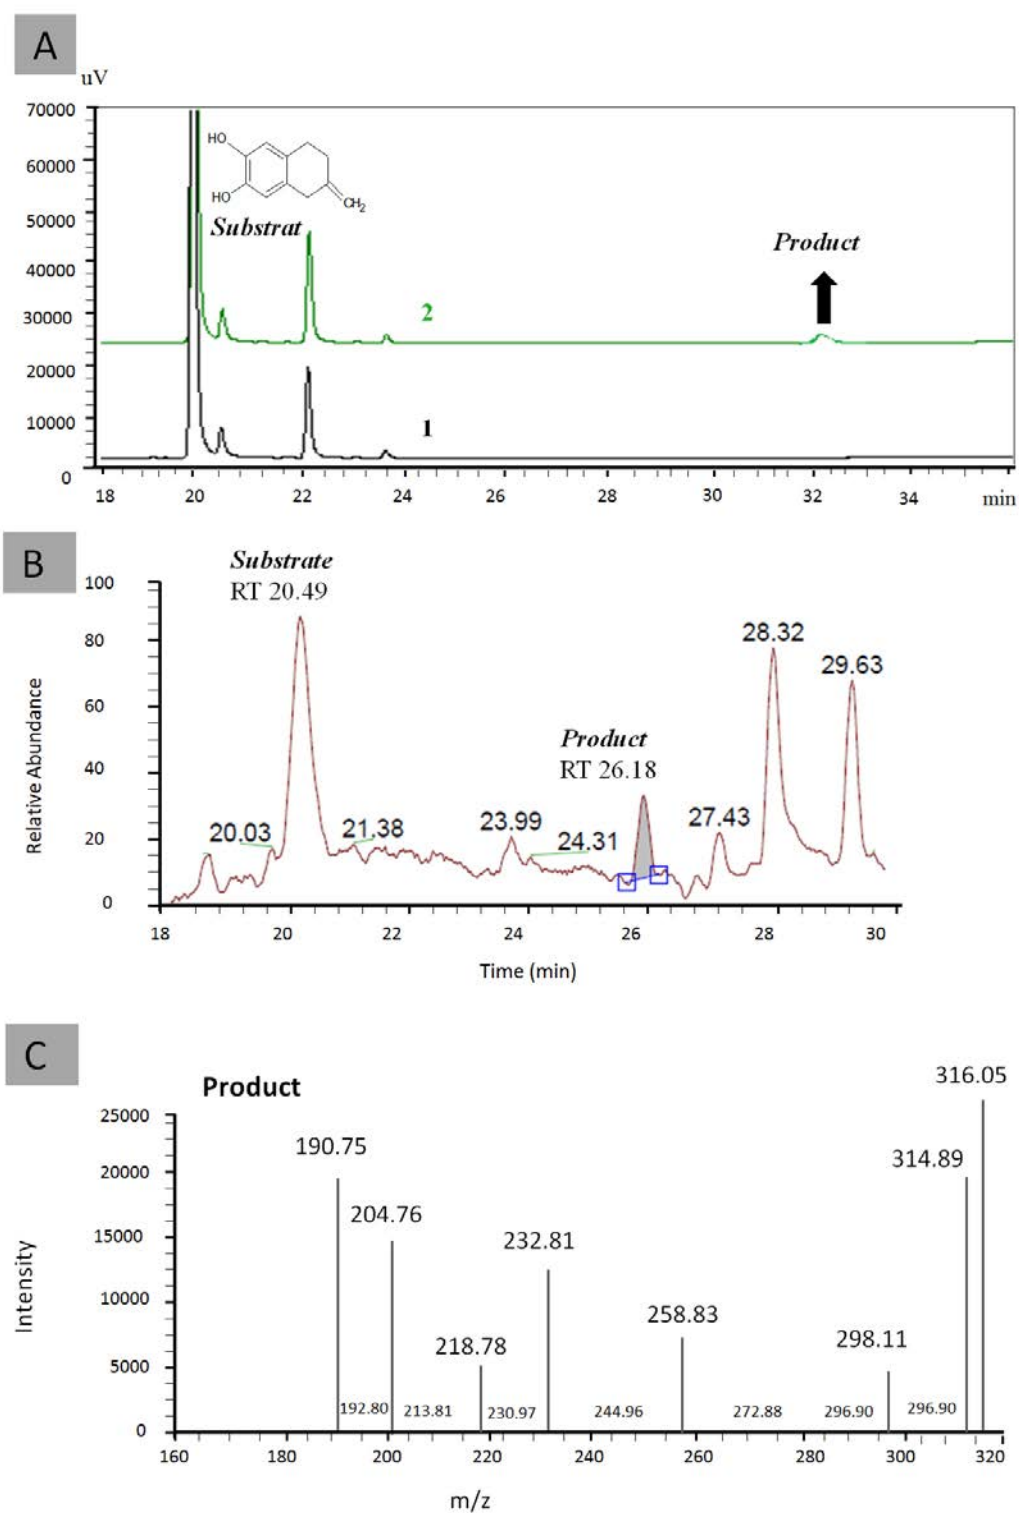 A
uV
70000
60000
50000
40000
30000
20000
10000
0
HO
HO
CH2
Substrat
Product
2
1
18 20 22 24 26 28 30 32 34 min
B
Substrate
RT 20.49
100
80
60
40
20
0
Relative Abundance
20.03
21.38
23.99
24.31
Product
RT 26.18
27.43
28.32
29.63
18 20 22 24 26 28 30
Time (min)
C
Product
25000
20000
15000
10000
5000
0
Intensity
190.75
204.76
218.78
232.81
258.83
298.11
314.89
316.05
192.80 213.81 230.97 244.96 272.88 296.90 296.90
160 180 200 220 240 260 280 300 320
m/z